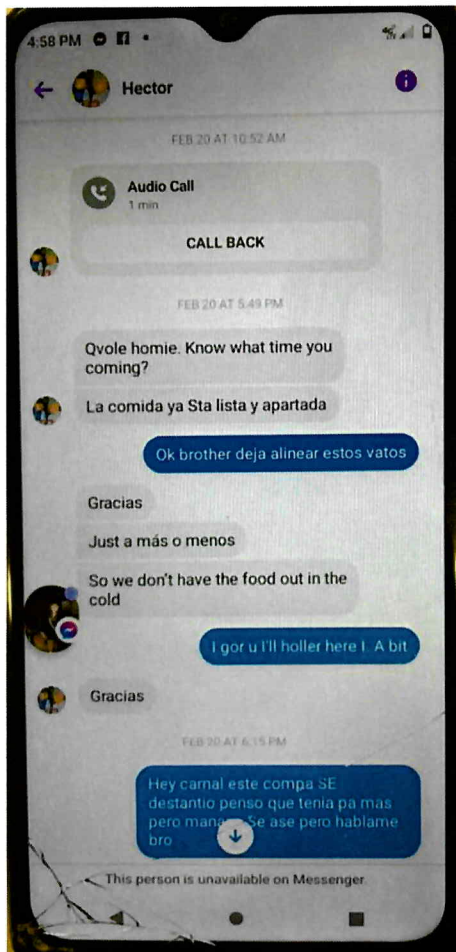 4:58 PM
Hector
FEB 20 AT 10:52 AM
Audio Call
1 min
CALL BACK
FEB 20 AT 5:49 PM
Qvole homie. Know what time you
coming?
La comida ya Sta lista y apartada
Ok brother deja alinear estos vatos
Gracias
Just a más o menos
So we don't have the food out in the
cold
I gor u I'll holler here I. A bit
Gracias
FEB 20 AT 6:15 PM
Hey carnal este compa SE
destantio penso que tenia pa mas
pero Se ase pero hablame
bro
This person is unavailable on Messenger.